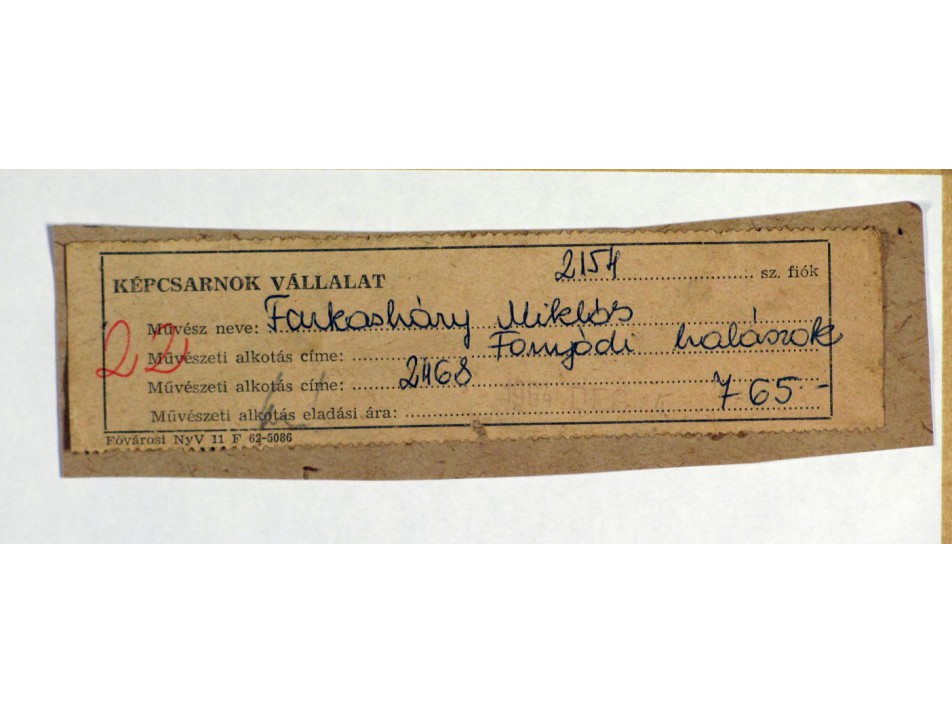 2154 sz. fiók
KÉPCSARNOK VÁLLALAT
Művész neve: Farkasháry Miklós
22
Művészeti alkotás címe: Fonyódi halászok
Művészeti alkotás címe: 2468
765.-
Művészeti alkotás eladási ára:
Fővárosi NyV 11 F 62-5086